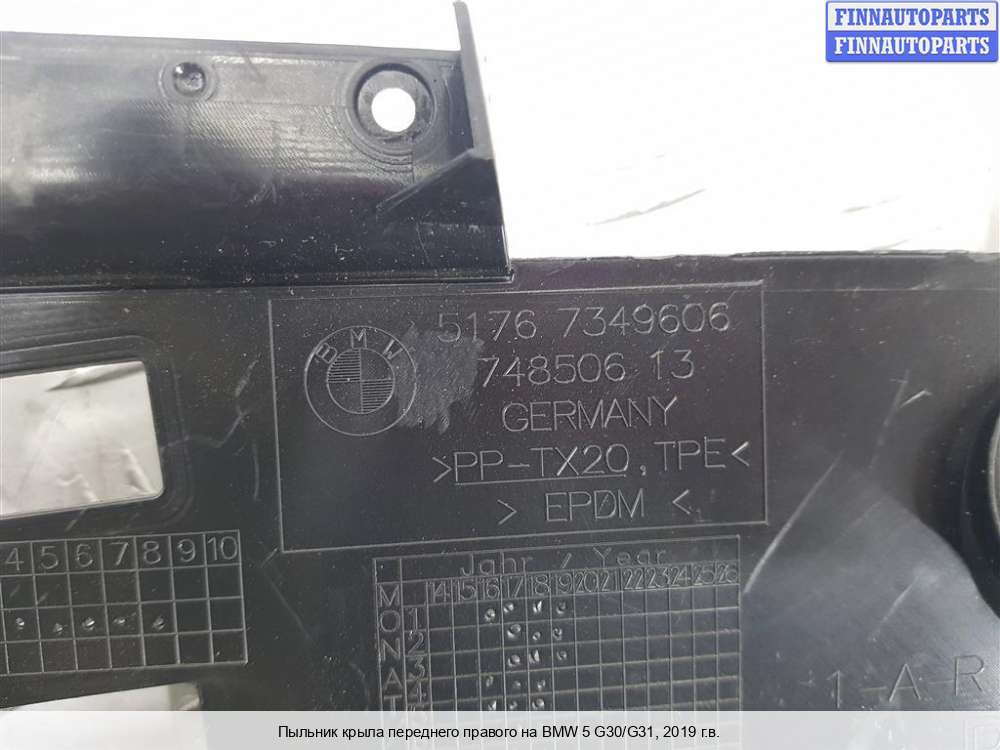 FINNAUTOPARTS
FINNAUTOPARTS
BMW
5176 7349606
748506 13
GERMANY
>PP-TX20, TPE<
> EPDM <
4 5 6 7 8 9 10
Jahr / Year
14 15 16 17 18 19 20 21 22 23 24 25 26
M
O 1
N 2
3
A 4
T 5
1-A R
Пыльник крыла переднего правого на BMW 5 G30/G31, 2019 г.в.